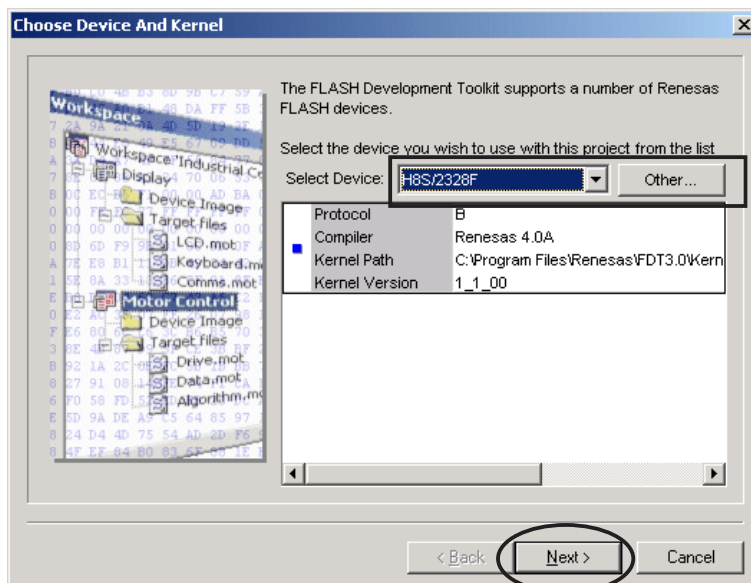 Choose Device And Kernel
The FLASH Development Toolkit supports a number of Renesas
FLASH devices.
Select the device you wish to use with this project from the list
Select Device: H8S/2328F Other...
Protocol B
Compiler Renesas 4.0A
Kernel Path C:\Program Files\Renesas\FDT3.0\Kern
Kernel Version 1_1_00
Workspace
Workspace 'Industrial Co
Display
Device Image
Target files
LCD.mot
Keyboard.m
Comms.mot
Motor Control
Device Image
Target files
Drive.mot
Data.mot
Algorithm.mo
< Back Next > Cancel